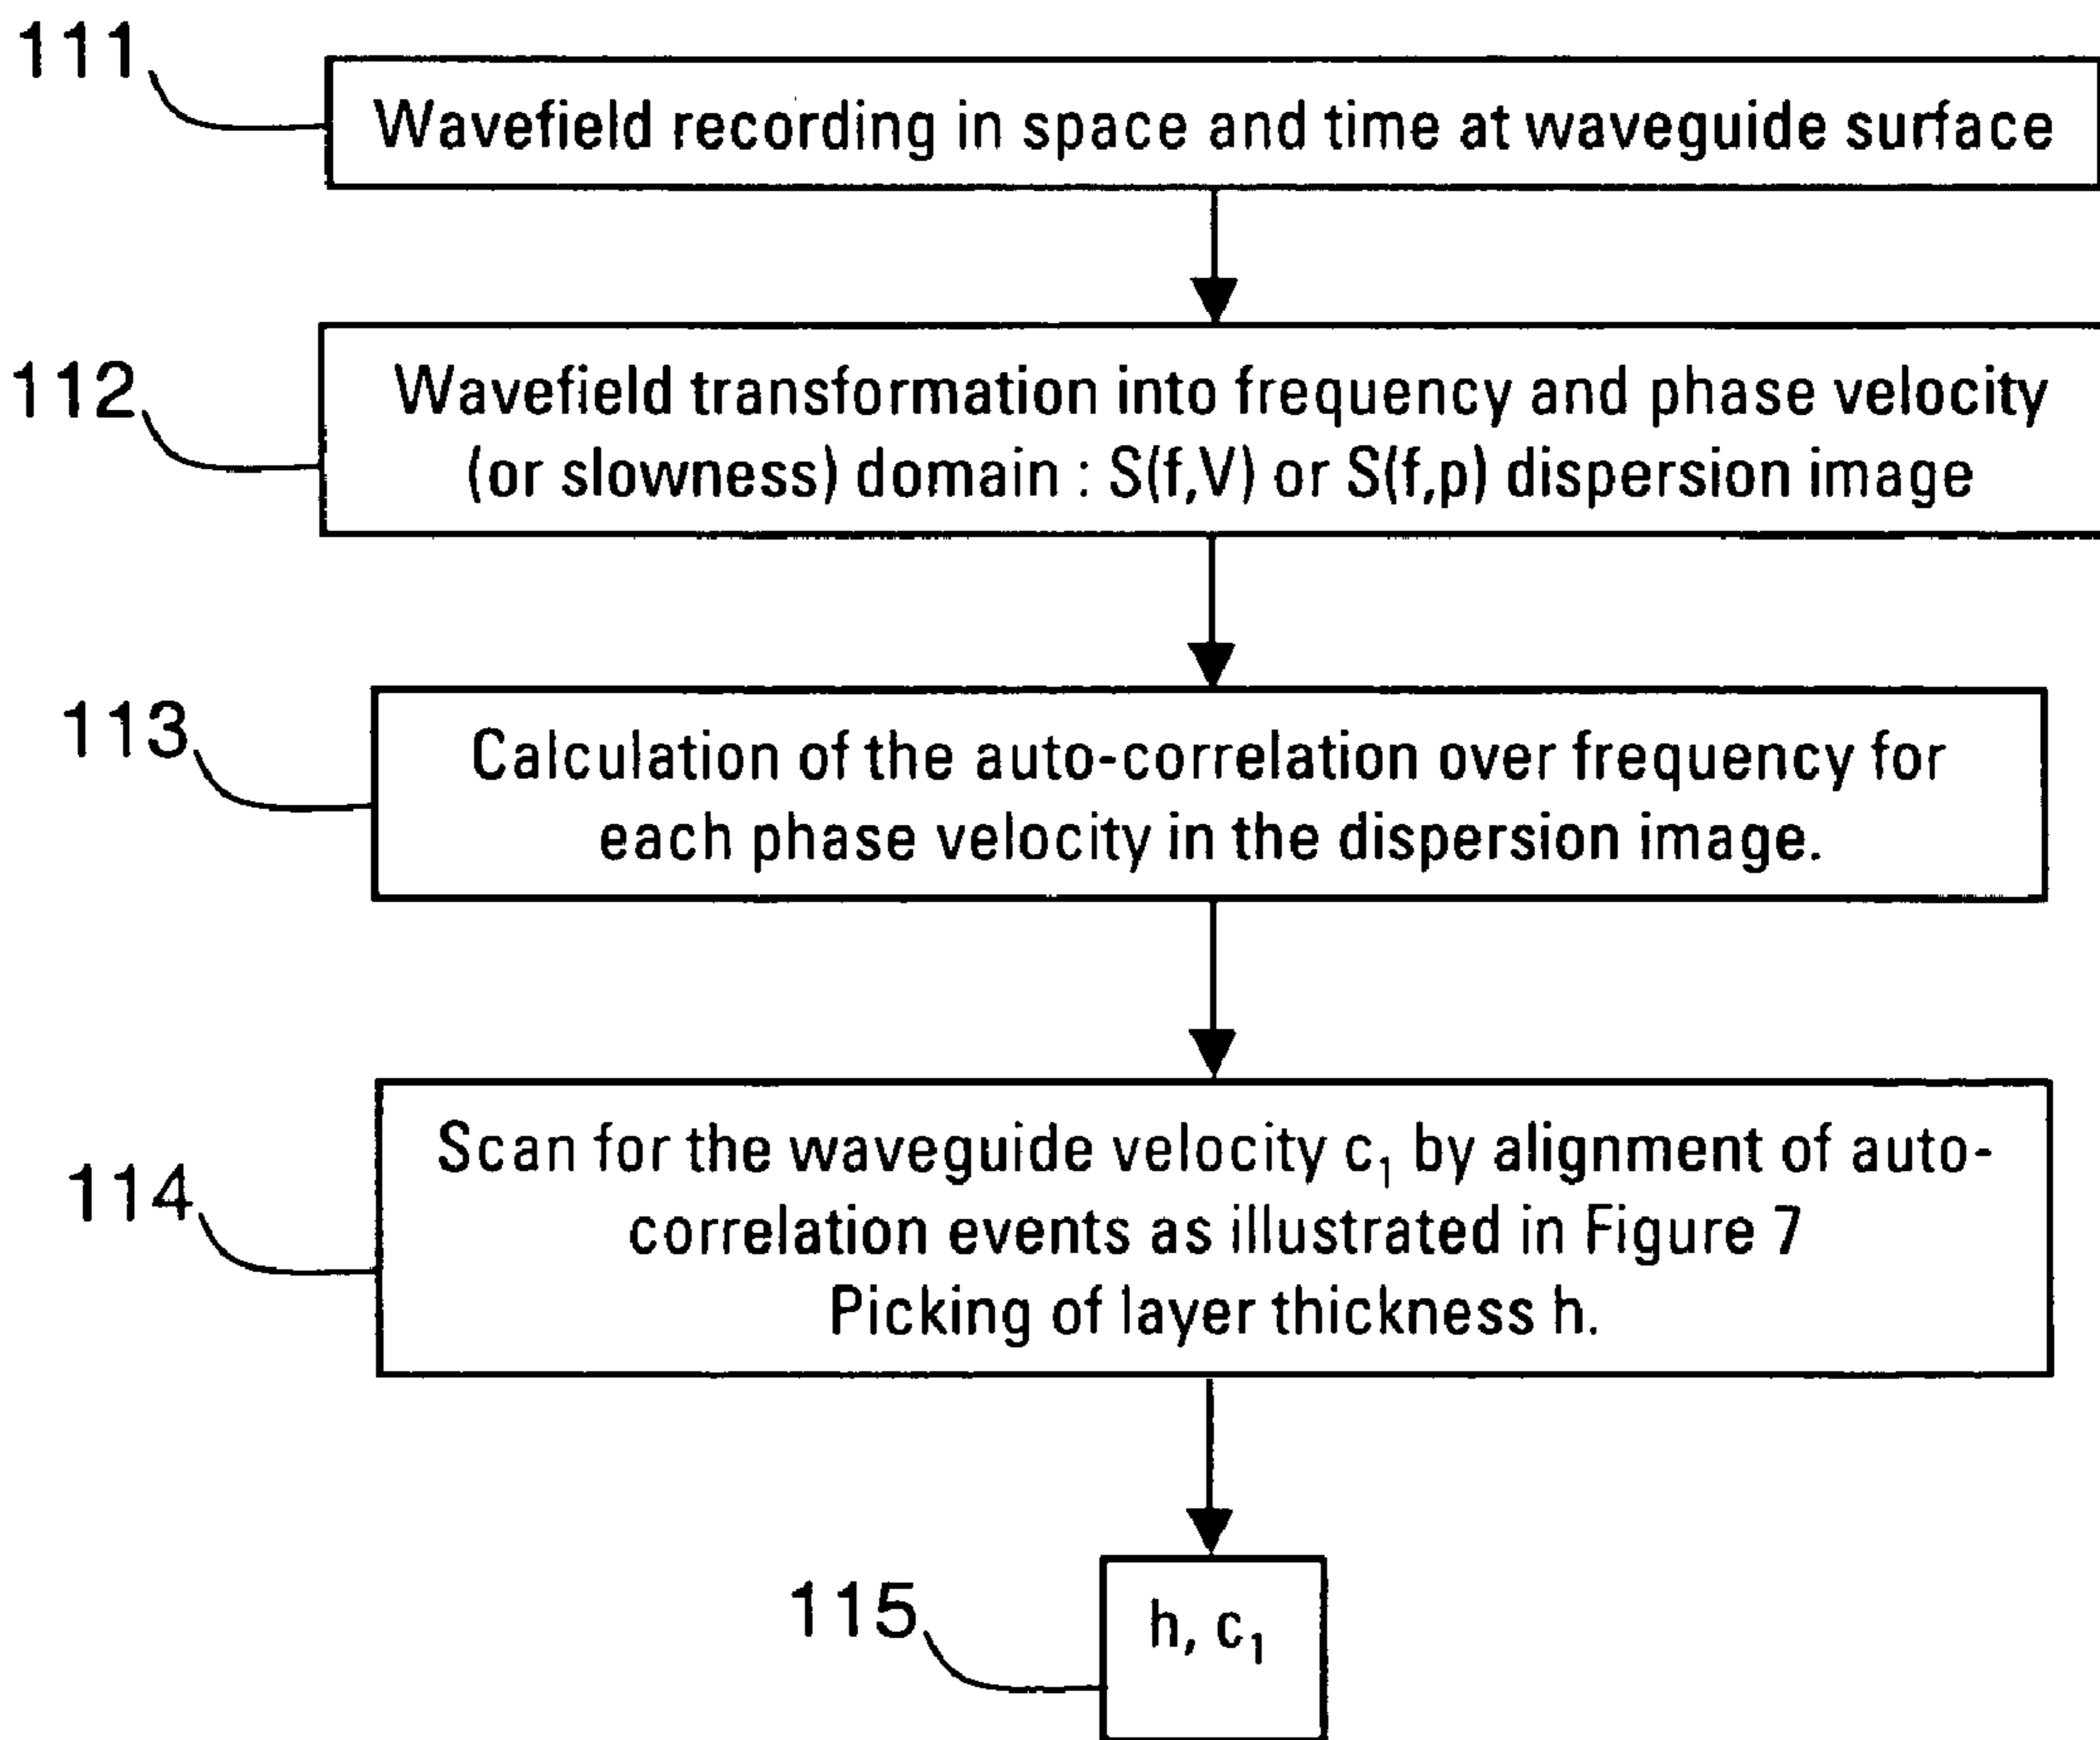 111
Wavefield recording in space and time at waveguide surface
112
Wavefield transformation into frequency and phase velocity
(or slowness) domain : S(f,V) or S(f,p) dispersion image
113
Calculation of the auto-correlation over frequency for
each phase velocity in the dispersion image.
114
Scan for the waveguide velocity c₁ by alignment of auto-
correlation events as illustrated in Figure 7
Picking of layer thickness h.
115
h, c₁